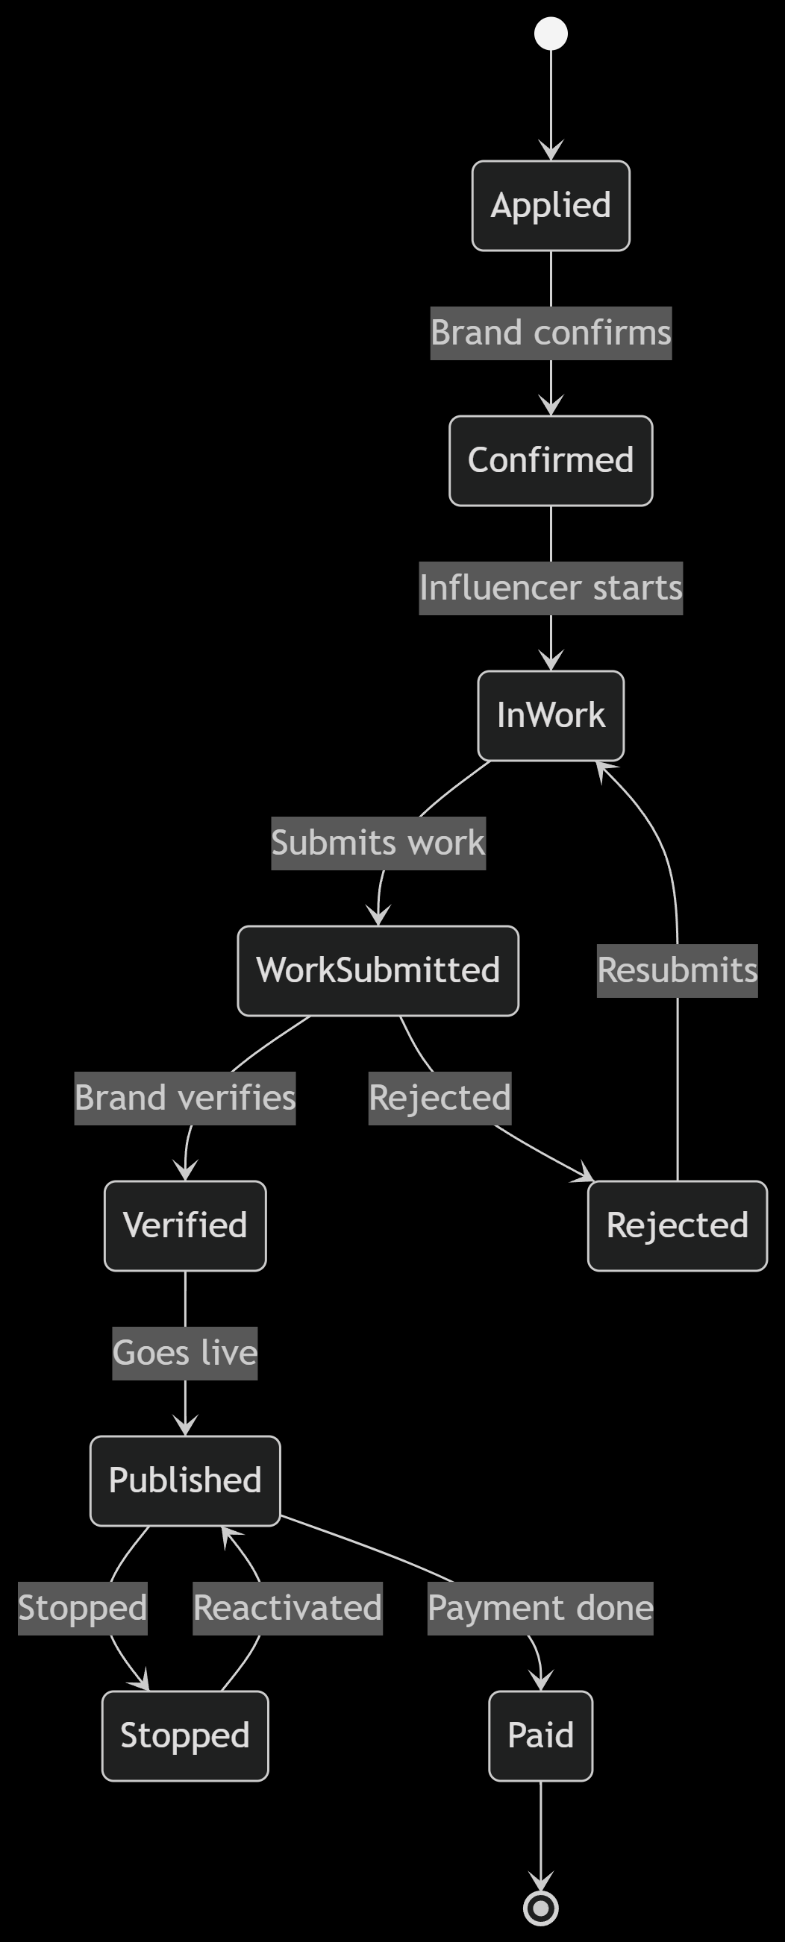 Applied
Brand confirms
Confirmed
Influencer starts
InWork
Submits work
WorkSubmitted
Resubmits
Brand verifies
Rejected
Verified
Rejected
Goes live
Published
Stopped
Reactivated
Payment done
Stopped
Paid